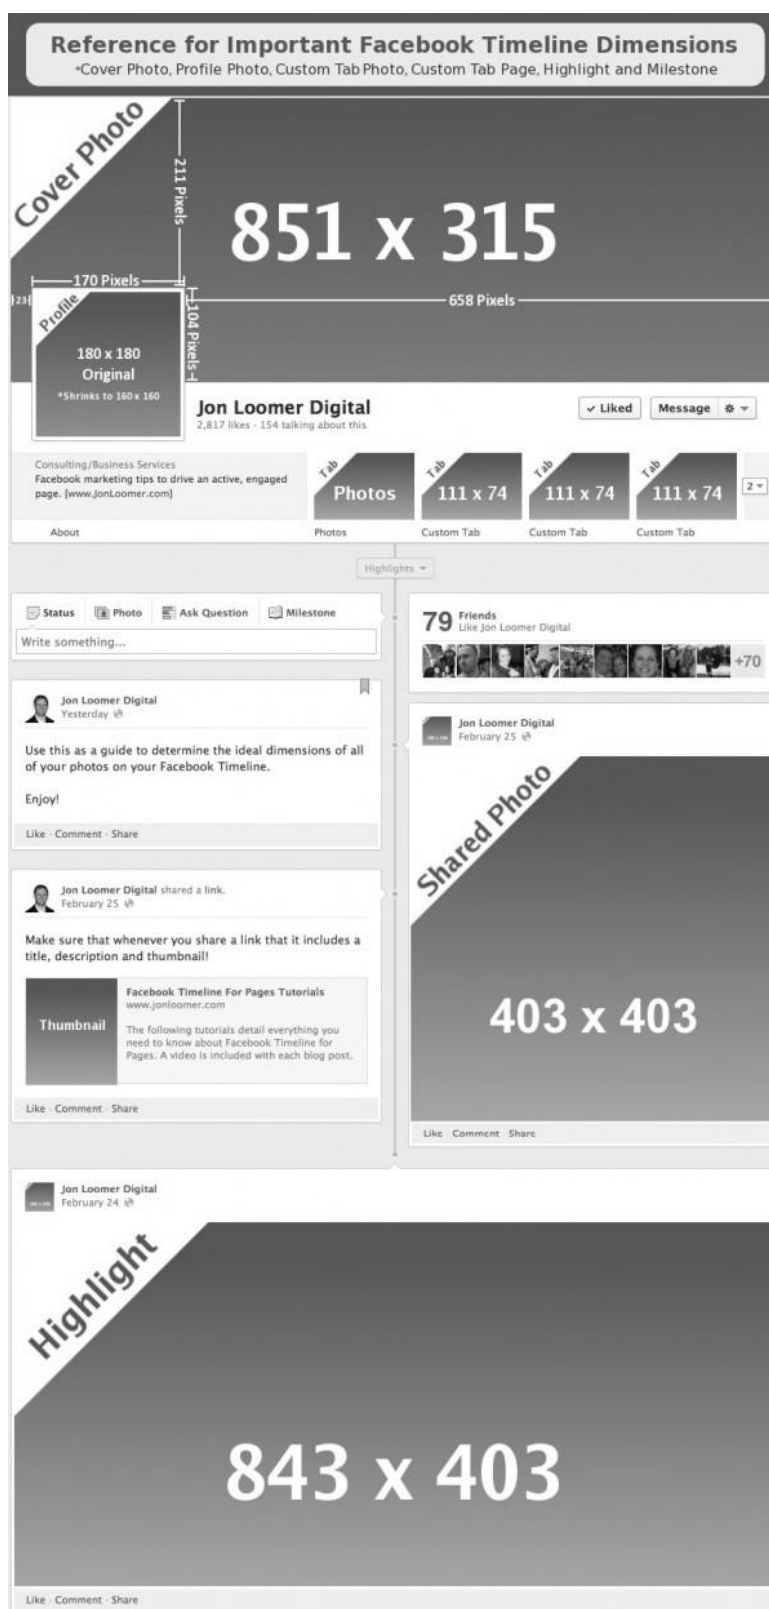 Reference for Important Facebook Timeline Dimensions
*Cover Photo, Profile Photo, Custom Tab Photo, Custom Tab Page, Highlight and Milestone
Cover Photo
211 Pixels
851 x 315
170 Pixels
23
658 Pixels
104 Pixels
Profile
180 x 180
Original
*Shrinks to 160 x 160
Jon Loomer Digital
2,817 likes · 154 talking about this
Liked
Message
Consulting/Business Services
Facebook marketing tips to drive an active, engaged
page. [www.JonLoomer.com]
About
Tab
Photos
Photos
Tab
111 x 74
Custom Tab
Tab
111 x 74
Custom Tab
Tab
111 x 74
Custom Tab
2
Highlights
Status
Photo
Ask Question
Milestone
Write something...
79
Friends
Like Jon Loomer Digital
+70
Jon Loomer Digital
Yesterday
Use this as a guide to determine the ideal dimensions of all
of your photos on your Facebook Timeline.
Enjoy!
Like · Comment · Share
Jon Loomer Digital
February 25
Shared Photo
403 x 403
Like · Comment · Share
Jon Loomer Digital shared a link.
February 25
Make sure that whenever you share a link that it includes a
title, description and thumbnail!
Thumbnail
Facebook Timeline For Pages Tutorials
www.jonloomer.com
The following tutorials detail everything you
need to know about Facebook Timeline for
Pages. A video is included with each blog post.
Like · Comment · Share
Jon Loomer Digital
February 24
Highlight
843 x 403
Like · Comment · Share